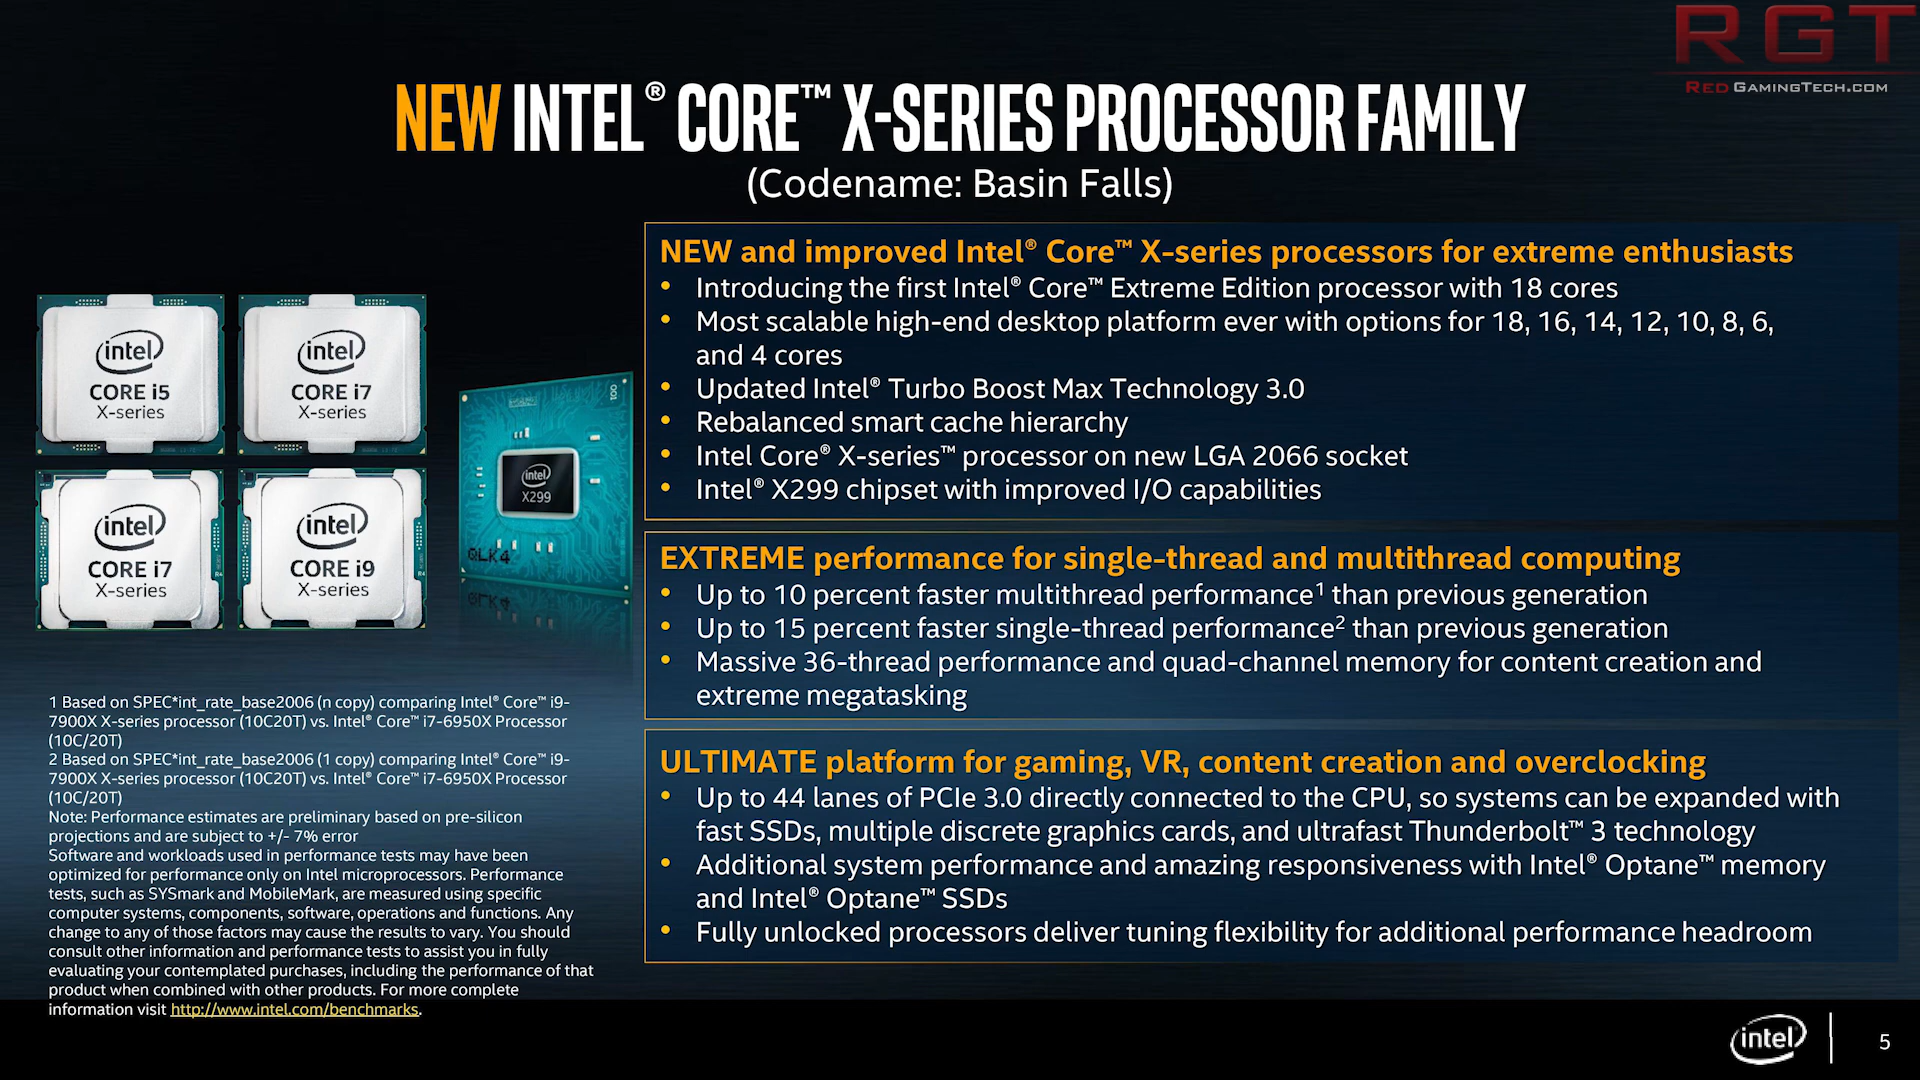 RGT
RedGamingTech.com
NEW INTEL® CORE™ X-SERIES PROCESSOR FAMILY
(Codename: Basin Falls)
intel
CORE i5
X-series
intel
CORE i7
X-series
intel
CORE i7
X-series
intel
CORE i9
X-series
001
intel
X299
QLK4
NEW and improved Intel® Core™ X-series processors for extreme enthusiasts
• Introducing the first Intel® Core™ Extreme Edition processor with 18 cores
• Most scalable high-end desktop platform ever with options for 18, 16, 14, 12, 10, 8, 6,
and 4 cores
• Updated Intel® Turbo Boost Max Technology 3.0
• Rebalanced smart cache hierarchy
• Intel Core® X-series™ processor on new LGA 2066 socket
• Intel® X299 chipset with improved I/O capabilities
EXTREME performance for single-thread and multithread computing
• Up to 10 percent faster multithread performance¹ than previous generation
• Up to 15 percent faster single-thread performance² than previous generation
• Massive 36-thread performance and quad-channel memory for content creation and
extreme megatasking
ULTIMATE platform for gaming, VR, content creation and overclocking
• Up to 44 lanes of PCIe 3.0 directly connected to the CPU, so systems can be expanded with
fast SSDs, multiple discrete graphics cards, and ultrafast Thunderbolt™ 3 technology
• Additional system performance and amazing responsiveness with Intel® Optane™ memory
and Intel® Optane™ SSDs
• Fully unlocked processors deliver tuning flexibility for additional performance headroom
1 Based on SPEC*int_rate_base2006 (n copy) comparing Intel® Core™ i9-
7900X X-series processor (10C20T) vs. Intel® Core™ i7-6950X Processor
(10C/20T)
2 Based on SPEC*int_rate_base2006 (1 copy) comparing Intel® Core™ i9-
7900X X-series processor (10C20T) vs. Intel® Core™ i7-6950X Processor
(10C/20T)
Note: Performance estimates are preliminary based on pre-silicon
projections and are subject to +/- 7% error
Software and workloads used in performance tests may have been
optimized for performance only on Intel microprocessors. Performance
tests, such as SYSmark and MobileMark, are measured using specific
computer systems, components, software, operations and functions. Any
change to any of those factors may cause the results to vary. You should
consult other information and performance tests to assist you in fully
evaluating your contemplated purchases, including the performance of that
product when combined with other products. For more complete
information visit http://www.intel.com/benchmarks.
intel
5